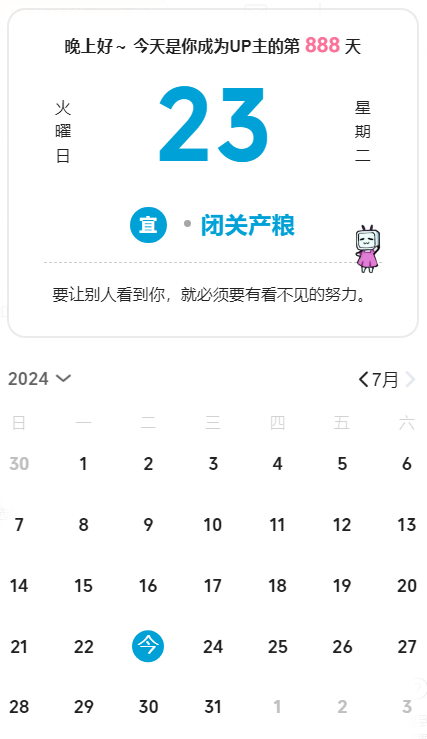 晚上好～ 今天是你成为UP主的第 888 天
火曜日
23
星期二
宜 • 闭关产粮
要让别人看到你，就必须要有看不见的努力。
2024 7月
日 一 二 三 四 五 六
30 1 2 3 4 5 6
7 8 9 10 11 12 13
14 15 16 17 18 19 20
21 22 今 24 25 26 27
28 29 30 31 1 2 3